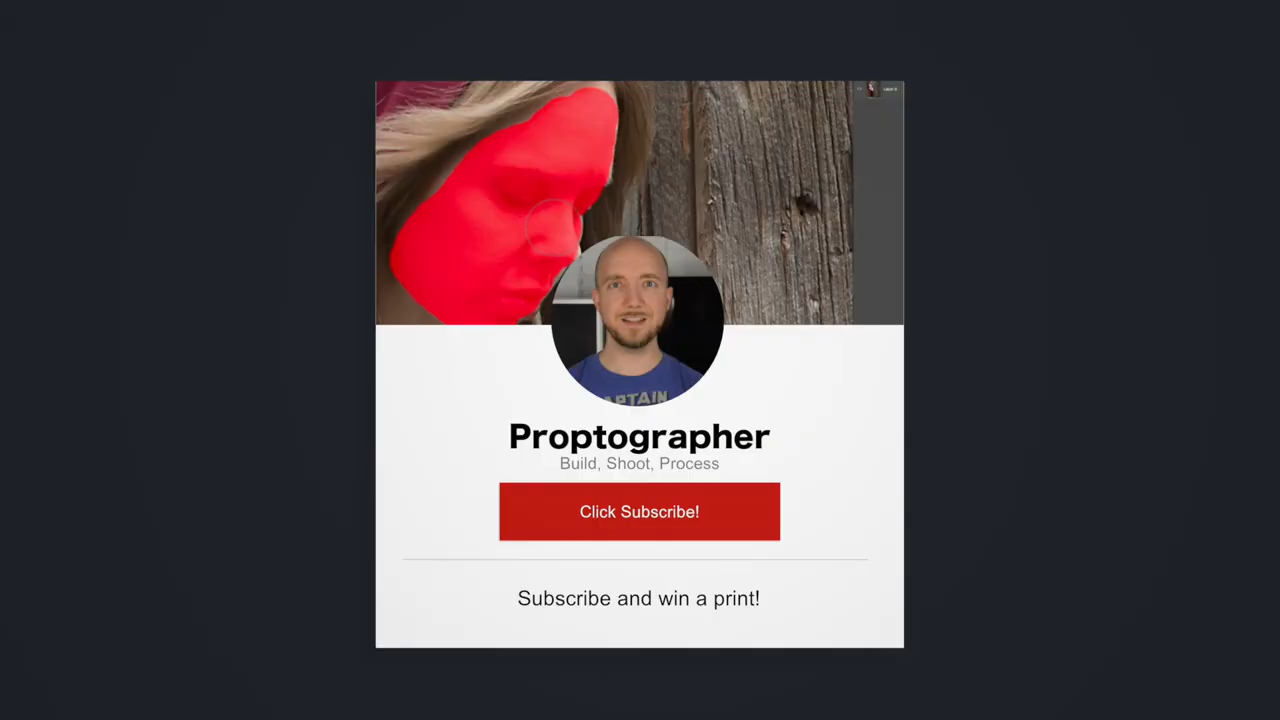 Proptographer
Build, Shoot, Process
Click Subscribe!
Subscribe and win a print!